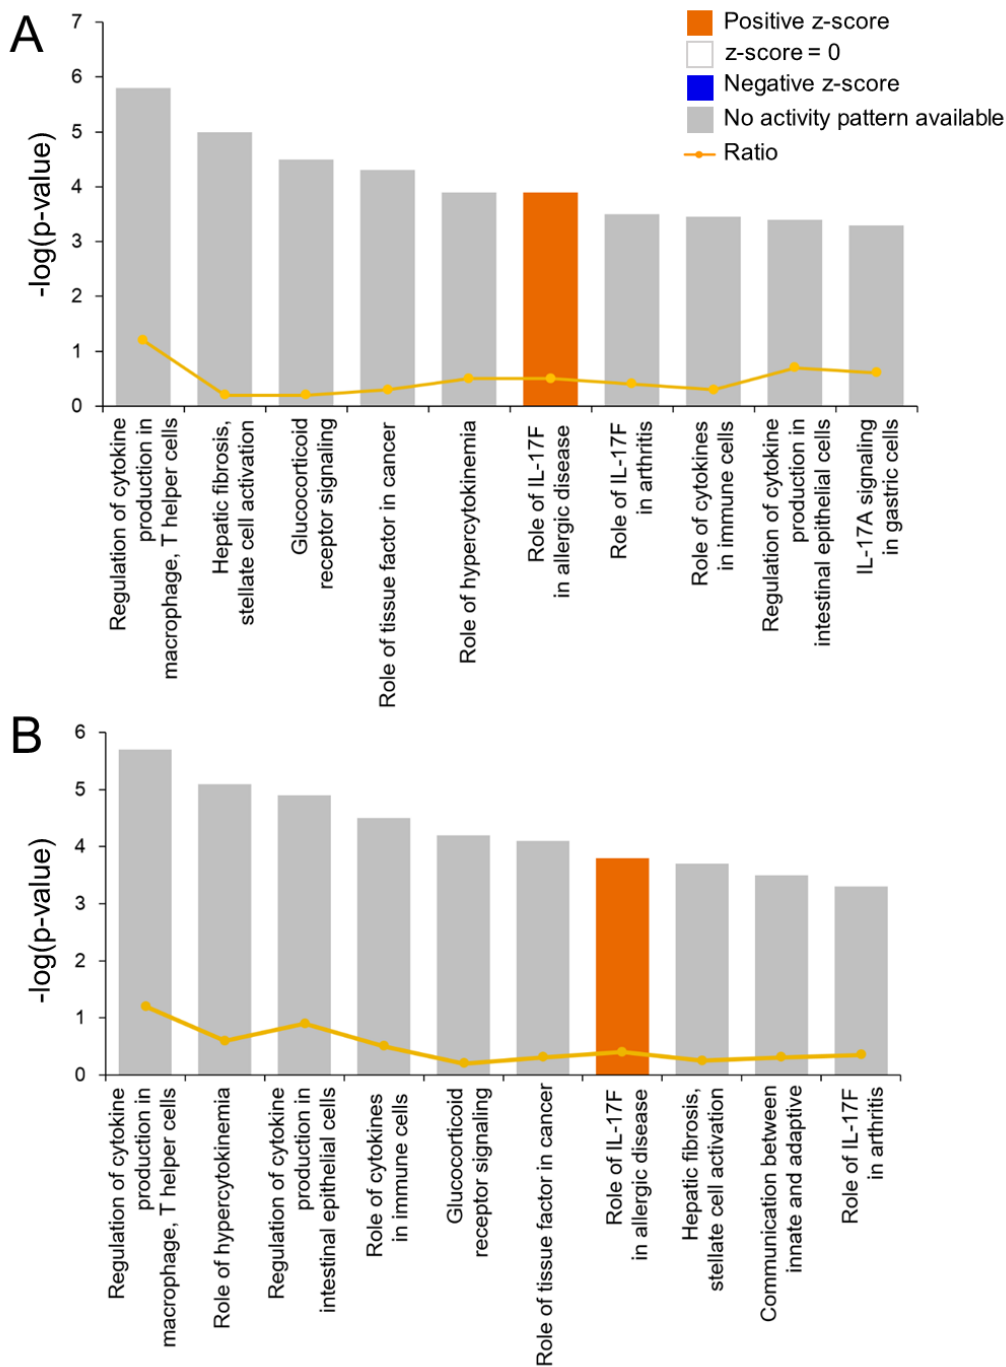 A
7
6
5
4
3
2
1
0
-log(p-value)
Positive z-score
z-score = 0
Negative z-score
No activity pattern available
Ratio
Regulation of cytokine
production in
macrophage, T helper cells
Hepatic fibrosis,
stellate cell activation
Glucocorticoid
receptor signaling
Role of tissue factor in cancer
Role of hypercytokinemia
Role of IL-17F
in allergic disease
Role of IL-17F
in arthritis
Role of cytokines
in immune cells
Regulation of cytokine
production in
intestinal epithelial cells
IL-17A signaling
in gastric cells
B
6
5
4
3
2
1
0
-log(p-value)
Regulation of cytokine
production in
macrophage, T helper cells
Role of hypercytokinemia
Regulation of cytokine
production in
intestinal epithelial cells
Role of cytokines
in immune cells
Glucocorticoid
receptor signaling
Role of tissue factor in cancer
Role of IL-17F
in allergic disease
Hepatic fibrosis,
stellate cell activation
Communication between
innate and adaptive
Role of IL-17F
in arthritis